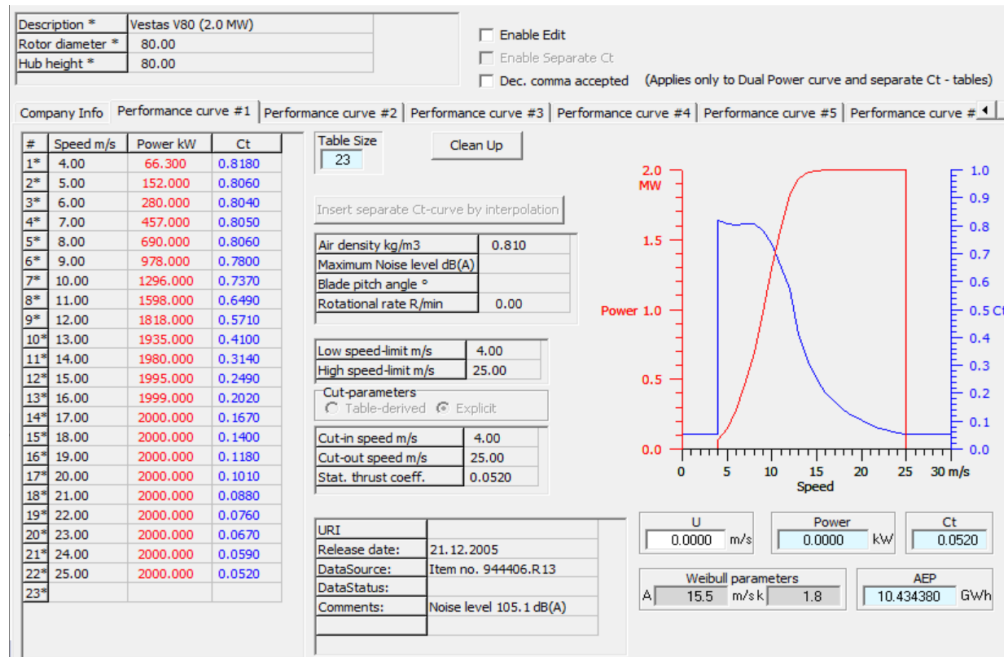 Description * Vestas V80 (2.0 MW)
Rotor diameter * 80.00
Hub height * 80.00
Enable Edit
Enable Separate Ct
Dec. comma accepted (Applies only to Dual Power curve and separate Ct - tables)
Company Info Performance curve #1 Performance curve #2 Performance curve #3 Performance curve #4 Performance curve #5 Performance curve #
# Speed m/s Power kW Ct
1* 4.00 66.300 0.8180
2* 5.00 152.000 0.8060
3* 6.00 280.000 0.8040
4* 7.00 457.000 0.8050
5* 8.00 690.000 0.8060
6* 9.00 978.000 0.7800
7* 10.00 1296.000 0.7370
8* 11.00 1598.000 0.6490
9* 12.00 1818.000 0.5710
10* 13.00 1935.000 0.4100
11* 14.00 1980.000 0.3140
12* 15.00 1995.000 0.2490
13* 16.00 1999.000 0.2020
14* 17.00 2000.000 0.1670
15* 18.00 2000.000 0.1400
16* 19.00 2000.000 0.1180
17* 20.00 2000.000 0.1010
18* 21.00 2000.000 0.0880
19* 22.00 2000.000 0.0760
20* 23.00 2000.000 0.0670
21* 24.00 2000.000 0.0590
22* 25.00 2000.000 0.0520
23*
Table Size
23
Clean Up
Insert separate Ct-curve by interpolation
Air density kg/m3 0.810
Maximum Noise level dB(A)
Blade pitch angle °
Rotational rate R/min 0.00
Low speed-limit m/s 4.00
High speed-limit m/s 25.00
Cut-parameters
Table-derived Explicit
Cut-in speed m/s 4.00
Cut-out speed m/s 25.00
Stat. thrust coeff. 0.0520
URI
Release date: 21.12.2005
DataSource: Item no. 944406.R13
DataStatus:
Comments: Noise level 105.1 dB(A)
2.0
MW
1.5
Power 1.0
0.5
0.0
1.0
0.9
0.8
0.7
0.6
0.5 Ct
0.4
0.3
0.2
0.1
0.0
0 5 10 15 20 25 30 m/s
Speed
U
0.0000 m/s
Power
0.0000 kW
Ct
0.0520
Weibull parameters
A 15.5 m/s k 1.8
AEP
10.434380 GWh